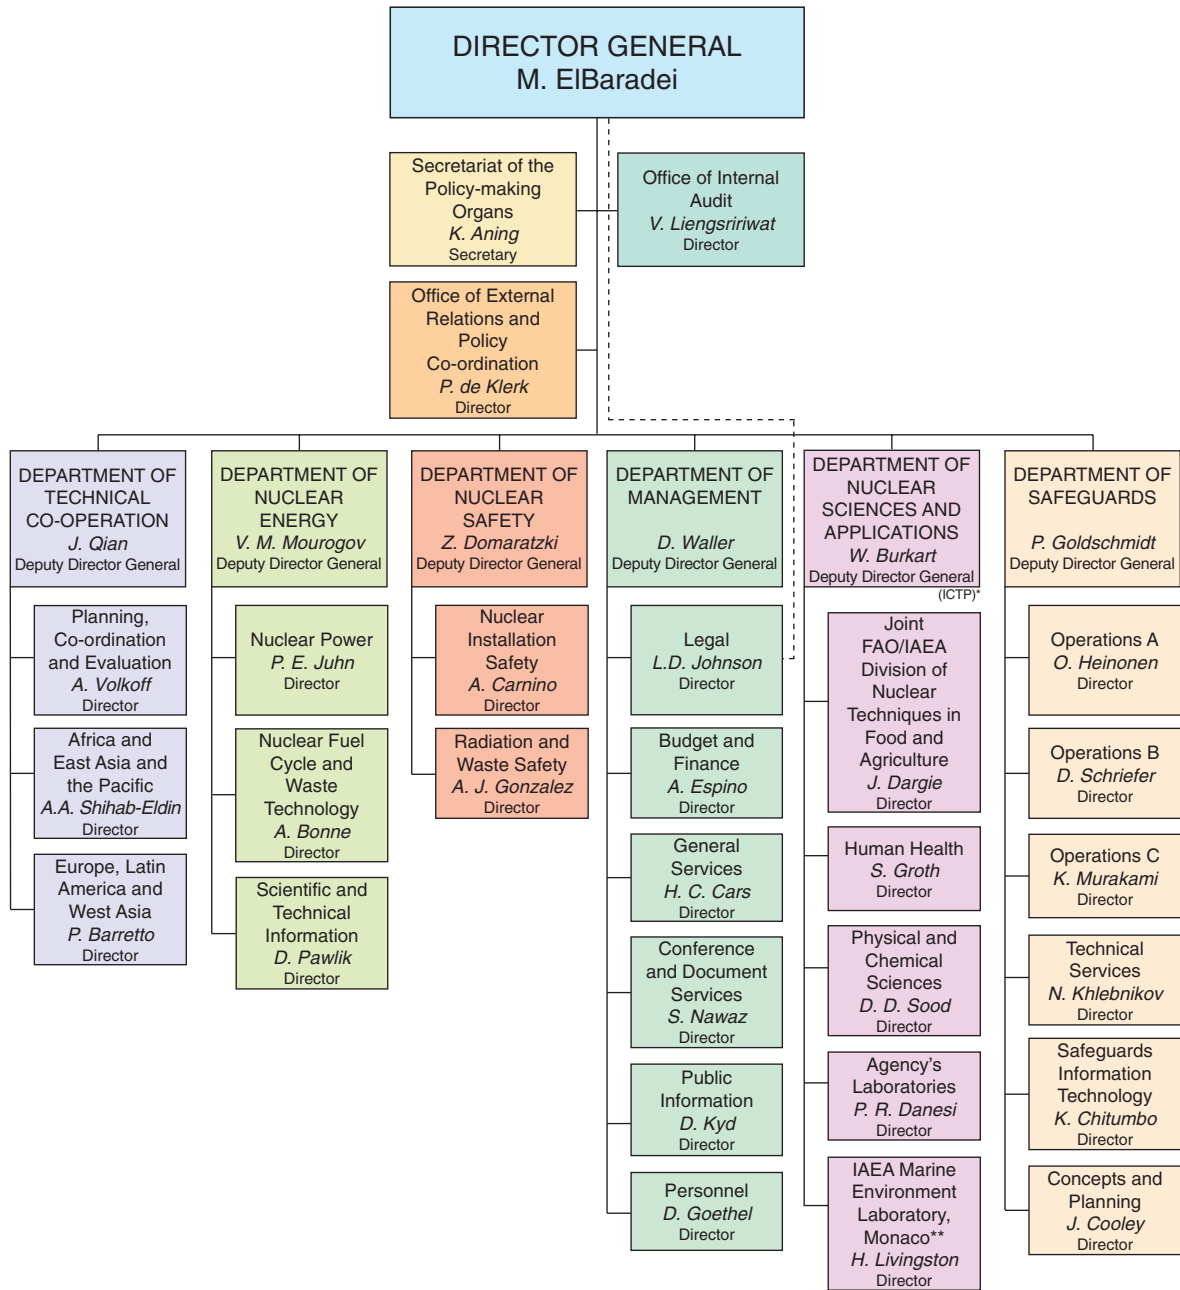 DIRECTOR GENERAL
M. ElBaradei
Secretariat of the
Policy-making
Organs
K. Aning
Secretary
Office of Internal
Audit
V. Liengsririwat
Director
Office of External
Relations and
Policy
Co-ordination
P. de Klerk
Director
DEPARTMENT OF
TECHNICAL
CO-OPERATION
J. Qian
Deputy Director General
Planning,
Co-ordination
and Evaluation
A. Volkoff
Director
Africa and
East Asia and
the Pacific
A.A. Shihab-Eldin
Director
Europe, Latin
America and
West Asia
P. Barretto
Director
DEPARTMENT OF
NUCLEAR
ENERGY
V. M. Mourogov
Deputy Director General
Nuclear Power
P. E. Juhn
Director
Nuclear Fuel
Cycle and
Waste
Technology
A. Bonne
Director
Scientific and
Technical
Information
D. Pawlik
Director
DEPARTMENT OF
NUCLEAR
SAFETY
Z. Domaratzki
Deputy Director General
Nuclear
Installation
Safety
A. Carnino
Director
Radiation and
Waste Safety
A. J. Gonzalez
Director
DEPARTMENT OF
MANAGEMENT
D. Waller
Deputy Director General
Legal
L.D. Johnson
Director
Budget and
Finance
A. Espino
Director
General
Services
H. C. Cars
Director
Conference
and Document
Services
S. Nawaz
Director
Public
Information
D. Kyd
Director
Personnel
D. Goethel
Director
DEPARTMENT OF
NUCLEAR
SCIENCES AND
APPLICATIONS
W. Burkart
Deputy Director General
(ICTP)*
Joint
FAO/IAEA
Division of
Nuclear
Techniques in
Food and
Agriculture
J. Dargie
Director
Human Health
S. Groth
Director
Physical and
Chemical
Sciences
D. D. Sood
Director
Agency's
Laboratories
P. R. Danesi
Director
IAEA Marine
Environment
Laboratory,
Monaco**
H. Livingston
Director
DEPARTMENT OF
SAFEGUARDS
P. Goldschmidt
Deputy Director General
Operations A
O. Heinonen
Director
Operations B
D. Schriefer
Director
Operations C
K. Murakami
Director
Technical
Services
N. Khlebnikov
Director
Safeguards
Information
Technology
K. Chitumbo
Director
Concepts and
Planning
J. Cooley
Director